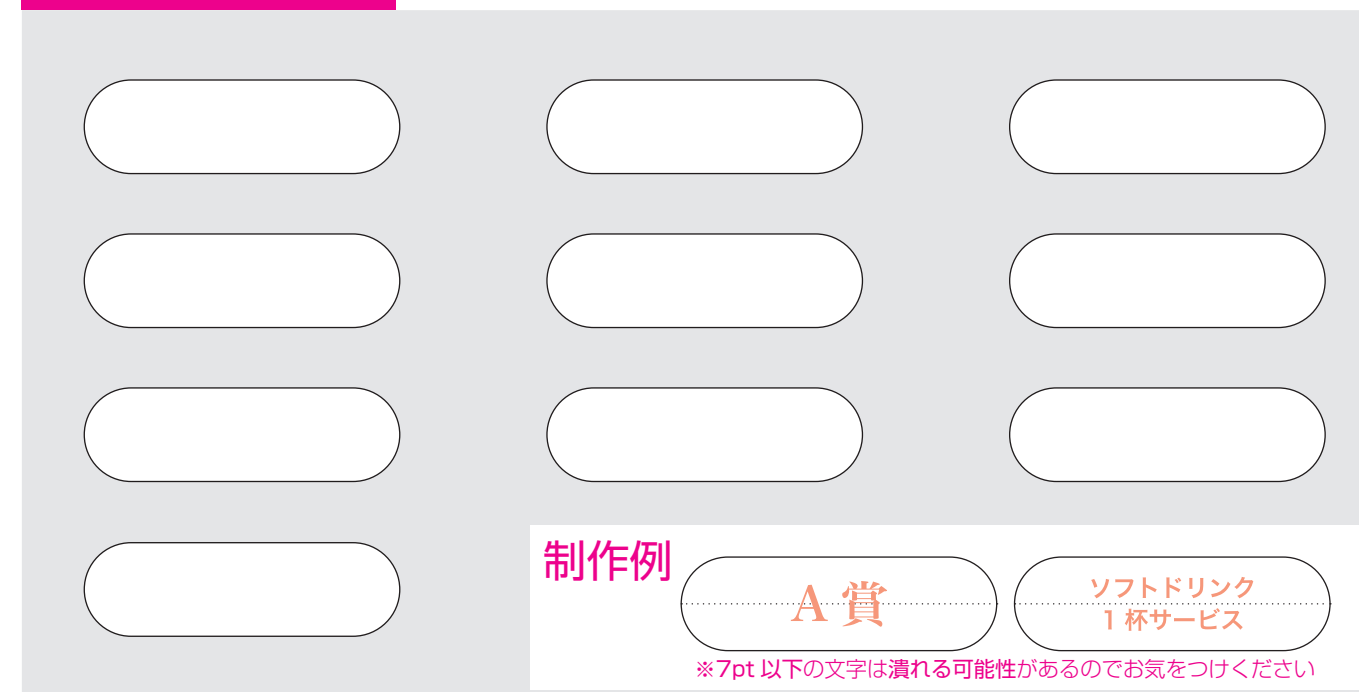 制作例
A 賞
ソフトドリンク
1 杯サービス
※7pt 以下の文字は潰れる可能性があるのでお気をつけください